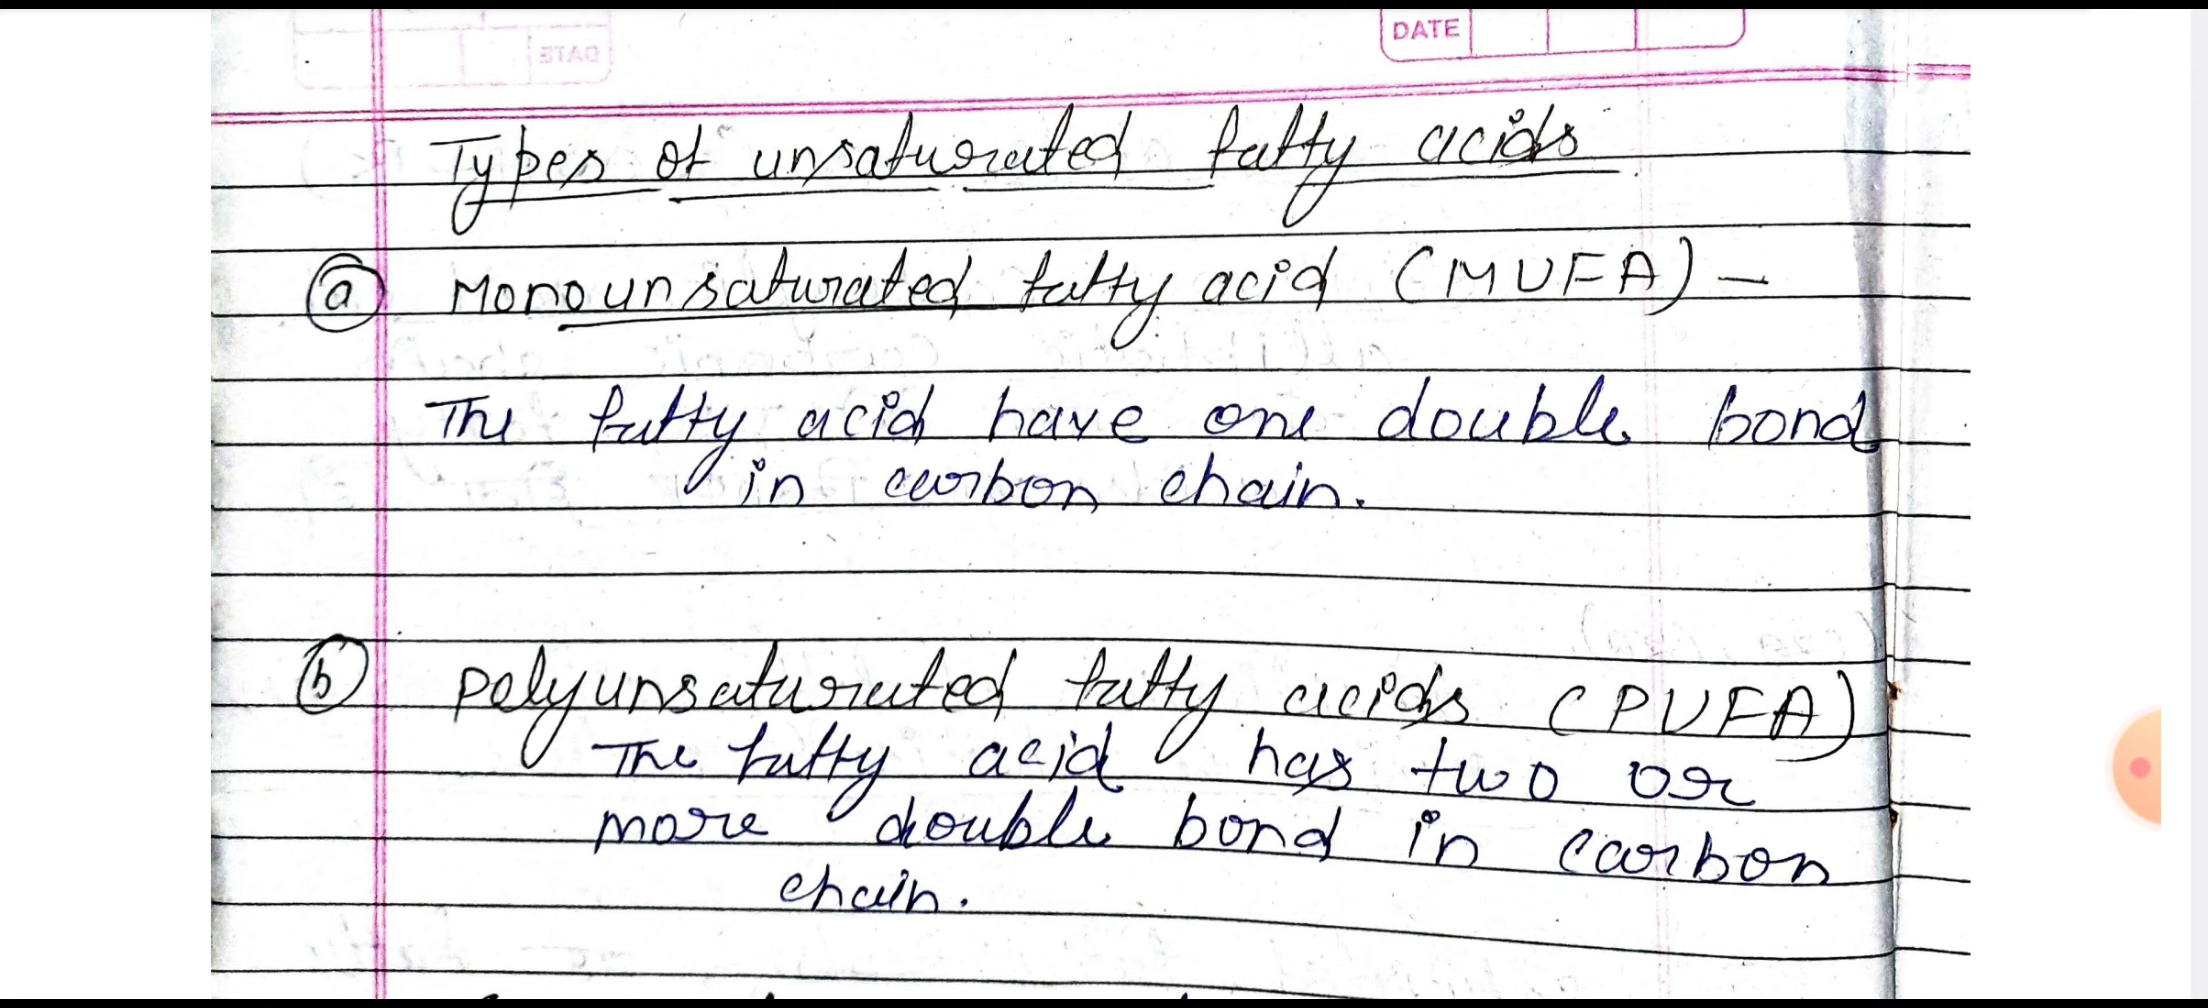 DATE
Types of unsaturated fatty acids
(a) Monounsaturated fatty acid (MUFA) –
The fatty acid have one double bond
in carbon chain.
(b) polyunsaturated fatty acids (PUFA)
The fatty acid has two or
more double bond in carbon
chain.